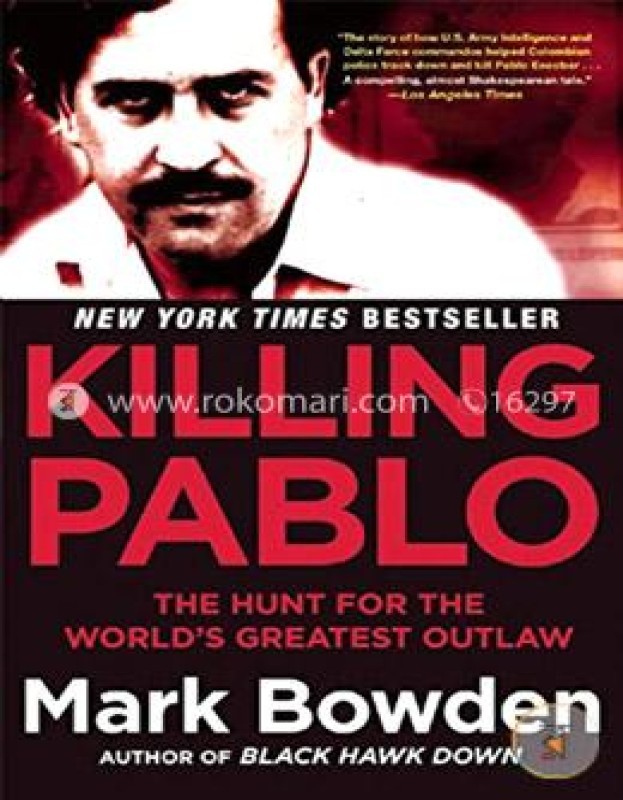 "The story of how U.S. Army Intelligence and
Delta Force commandos helped Colombian
police track down and kill Pablo Escobar . . .
A compelling, almost Shakespearean tale."
—Los Angeles Times
NEW YORK TIMES BESTSELLER
KILLING
www.rokomari.com 16297
PABLO
THE HUNT FOR THE
WORLD'S GREATEST OUTLAW
Mark Bowden
AUTHOR OF BLACK HAWK DOWN